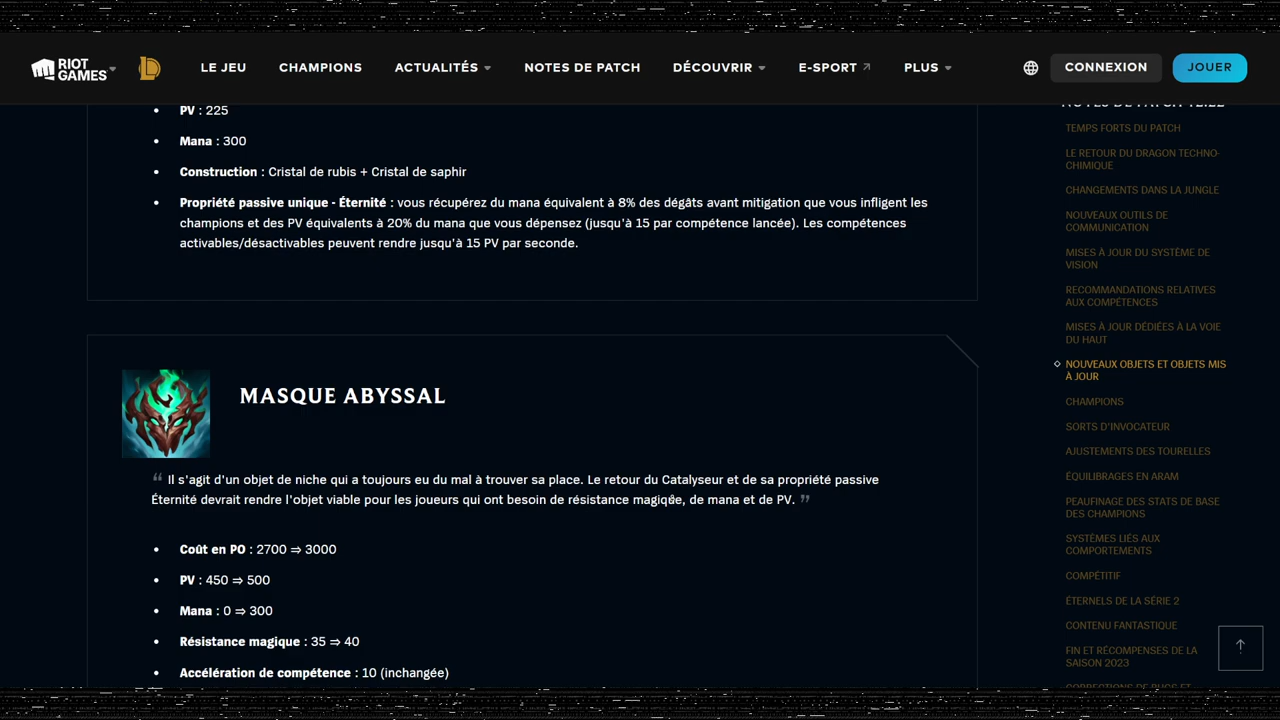 RIOT GAMES
LE JEU
CHAMPIONS
ACTUALITÉS
NOTES DE PATCH
DÉCOUVRIR
E-SPORT
PLUS
CONNEXION
JOUER
• PV : 225
• Mana : 300
• Construction : Cristal de rubis + Cristal de saphir
• Propriété passive unique - Éternité : vous récupérez du mana équivalent à 8% des dégâts avant mitigation que vous infligent les
champions et des PV équivalents à 20% du mana que vous dépensez (jusqu'à 15 par compétence lancée). Les compétences
activables/désactivables peuvent rendre jusqu'à 15 PV par seconde.
MASQUE ABYSSAL
“ Il s'agit d'un objet de niche qui a toujours eu du mal à trouver sa place. Le retour du Catalyseur et de sa propriété passive
Éternité devrait rendre l'objet viable pour les joueurs qui ont besoin de résistance magique, de mana et de PV. ”
• Coût en PO : 2700 ⇒ 3000
• PV : 450 ⇒ 500
• Mana : 0 ⇒ 300
• Résistance magique : 35 ⇒ 40
• Accélération de compétence : 10 (inchangée)
NOTES DE PATCH
TEMPS FORTS DU PATCH
LE RETOUR DU DRAGON TECHNO-
CHIMIQUE
CHANGEMENTS DANS LA JUNGLE
NOUVEAUX OUTILS DE
COMMUNICATION
MISES À JOUR DU SYSTÈME DE
VISION
RECOMMANDATIONS RELATIVES
AUX COMPÉTENCES
MISES À JOUR DÉDIÉES À LA VOIE
DU HAUT
NOUVEAUX OBJETS ET OBJETS MIS
À JOUR
CHAMPIONS
SORTS D'INVOCATEUR
AJUSTEMENTS DES TOURELLES
ÉQUILIBRAGES EN ARAM
PEAUFINAGE DES STATS DE BASE
DES CHAMPIONS
SYSTÈMES LIÉS AUX
COMPORTEMENTS
COMPÉTITIF
ÉTERNELS DE LA SÉRIE 2
CONTENU FANTASTIQUE
FIN ET RÉCOMPENSES DE LA
SAISON 2023
CORRECTIONS DE BUGS ET